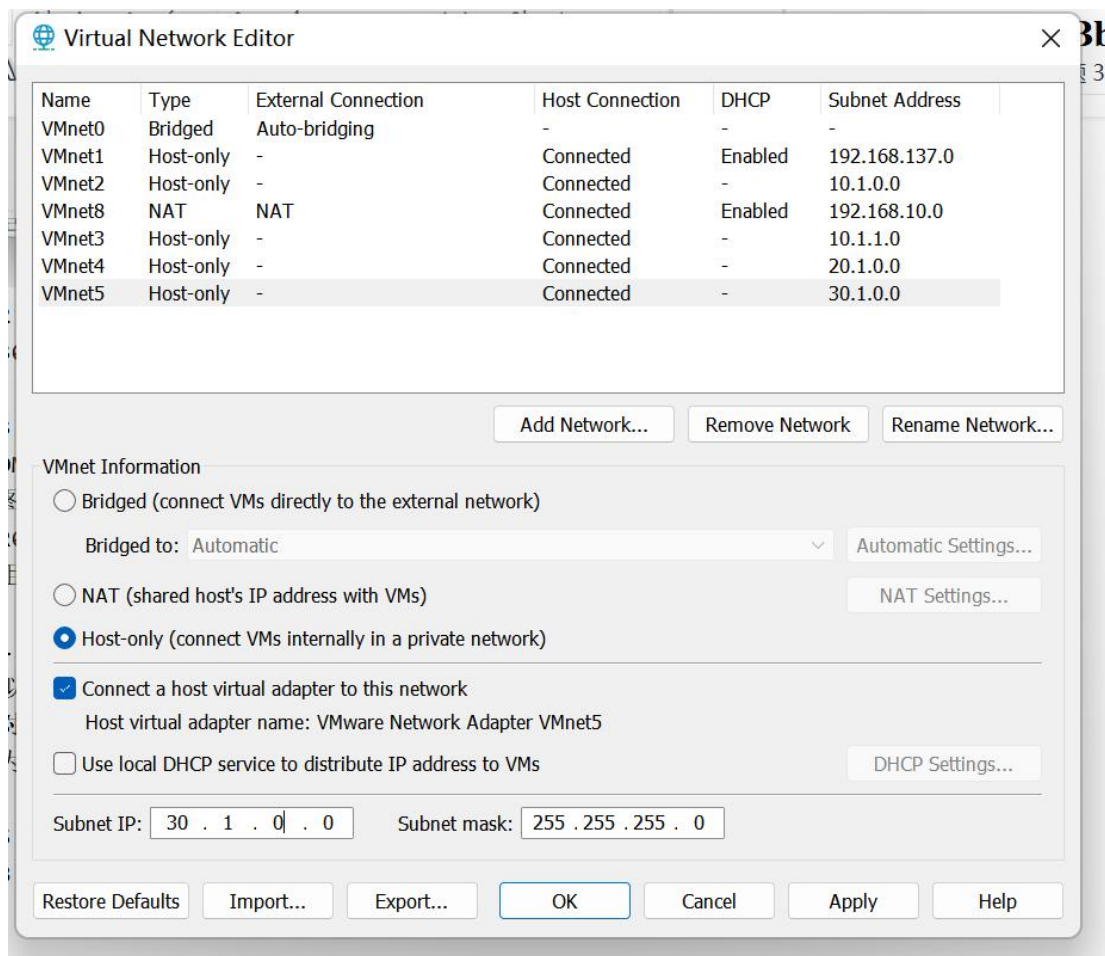 Virtual Network Editor
Name Type External Connection Host Connection DHCP Subnet Address
VMnet0 Bridged Auto-bridging - - -
VMnet1 Host-only - Connected Enabled 192.168.137.0
VMnet2 Host-only - Connected - 10.1.0.0
VMnet8 NAT NAT Connected Enabled 192.168.10.0
VMnet3 Host-only - Connected - 10.1.1.0
VMnet4 Host-only - Connected - 20.1.0.0
VMnet5 Host-only - Connected - 30.1.0.0
Add Network... Remove Network Rename Network...
VMnet Information
Bridged (connect VMs directly to the external network)
Bridged to: Automatic Automatic Settings...
NAT (shared host's IP address with VMs) NAT Settings...
Host-only (connect VMs internally in a private network)
Connect a host virtual adapter to this network
Host virtual adapter name: VMware Network Adapter VMnet5
Use local DHCP service to distribute IP address to VMs DHCP Settings...
Subnet IP: 30 . 1 . 0 . 0 Subnet mask: 255 . 255 . 255 . 0
Restore Defaults Import... Export... OK Cancel Apply Help